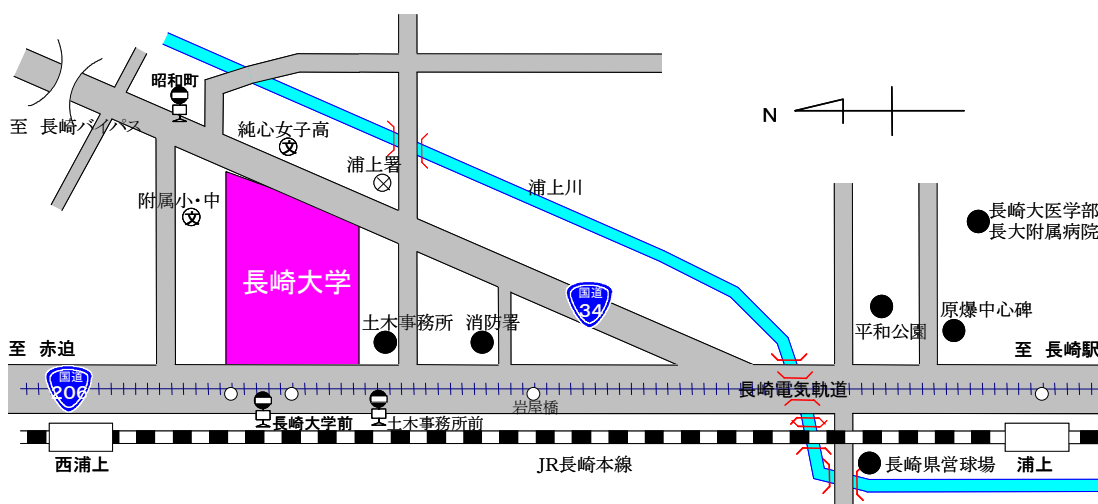 昭和町
至 長崎バイパス
純心女子高
文
浦上署
N
附属小・中
文
浦上川
長崎大医学部
長大附属病院
長崎大学
国道
34
原爆中心碑
平和公園
土木事務所
消防署
至 赤迫
至 長崎駅
国道
206
長崎電気軌道
岩屋橋
長崎大学前
土木事務所前
西浦上
JR長崎本線
長崎県営球場
浦上